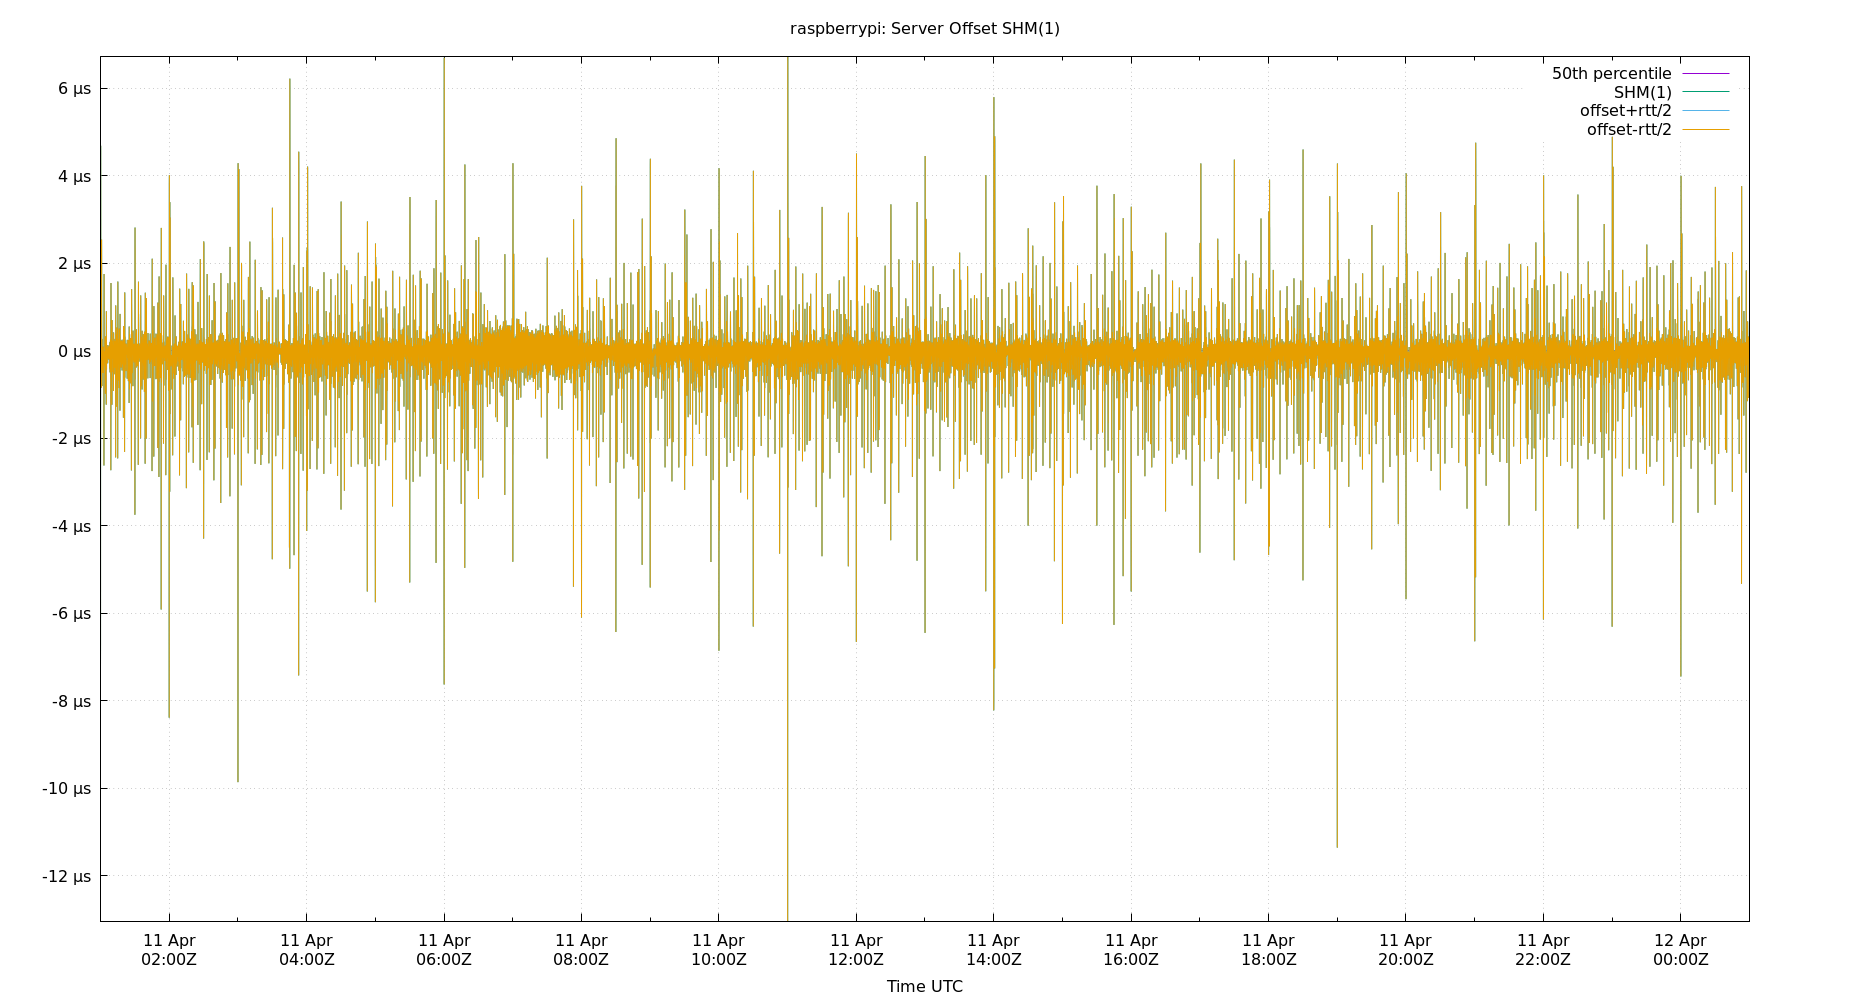 raspberrypi: Server Offset SHM(1)
50th percentile
SHM(1)
offset+rtt/2
offset-rtt/2
6 µs
4 µs
2 µs
0 µs
-2 µs
-4 µs
-6 µs
-8 µs
-10 µs
-12 µs
11 Apr 11 Apr 11 Apr 11 Apr 11 Apr 11 Apr 11 Apr 11 Apr 11 Apr 11 Apr 11 Apr 12 Apr
02:00Z 04:00Z 06:00Z 08:00Z 10:00Z 12:00Z 14:00Z 16:00Z 18:00Z 20:00Z 22:00Z 00:00Z
Time UTC